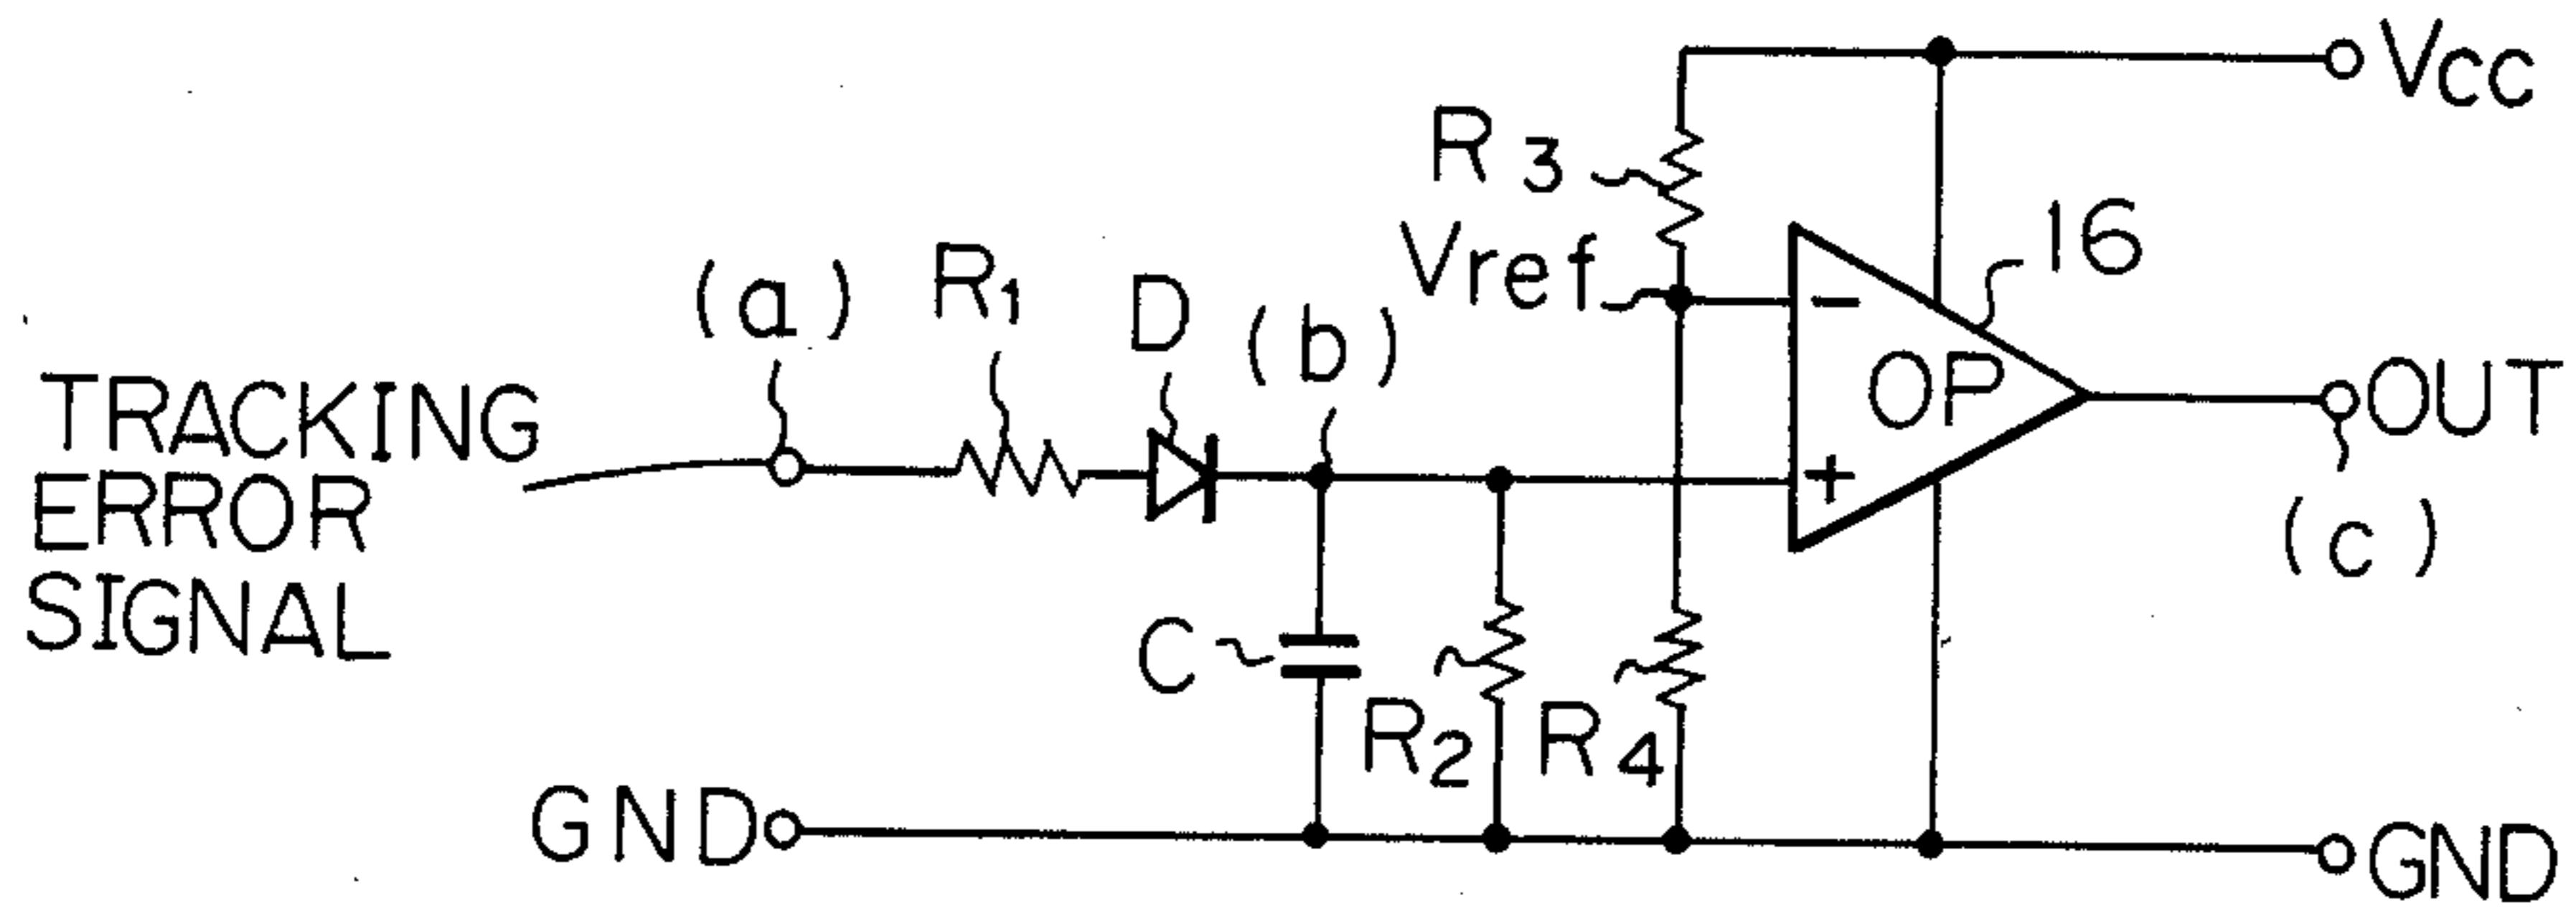 Vcc
R3
Vref
16
(a)
R1
D
(b)
-
OP
+
OUT
(c)
TRACKING
ERROR
SIGNAL
C
R2
R4
GND
GND